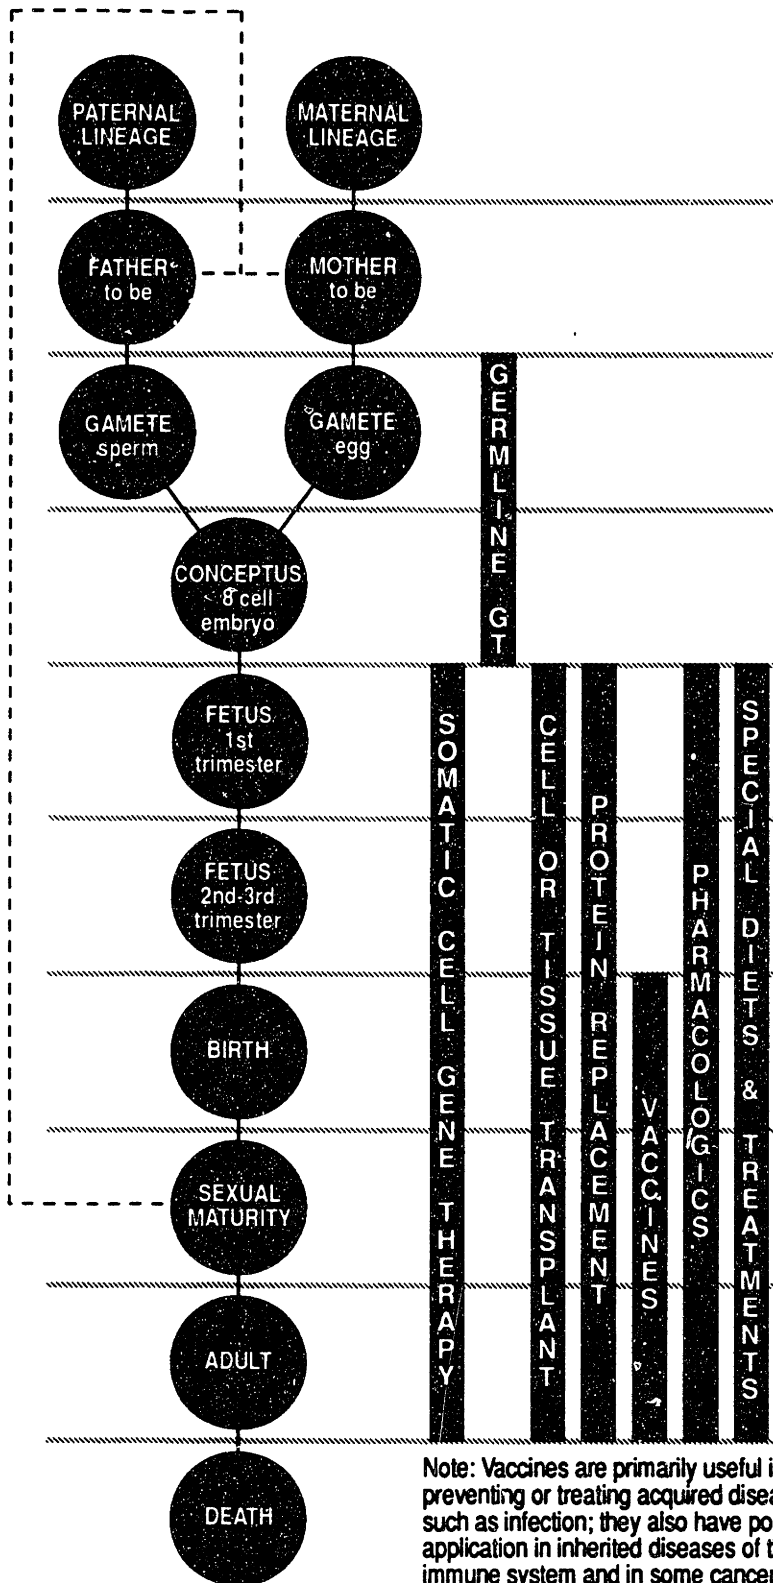 PATERNAL
LINEAGE
MATERNAL
LINEAGE
FATHER
to be
MOTHER
to be
GAMETE
sperm
GAMETE
egg
CONCEPTUS
8 cell
embryo
FETUS
1st
trimester
FETUS
2nd-3rd
trimester
BIRTH
SEXUAL
MATURITY
ADULT
DEATH
GERMLINE GT
SOMATIC CELL GENE THERAPY
CELL OR TISSUE TRANSPLANT
PROTEIN REPLACEMENT
VACCINES
PHARMACOLOGICS
SPECIAL DIETS & TREATMENTS
Note: Vaccines are primarily useful
preventing or treating acquired
such as infection; they also have
application in inherited diseases of
immune system and in some